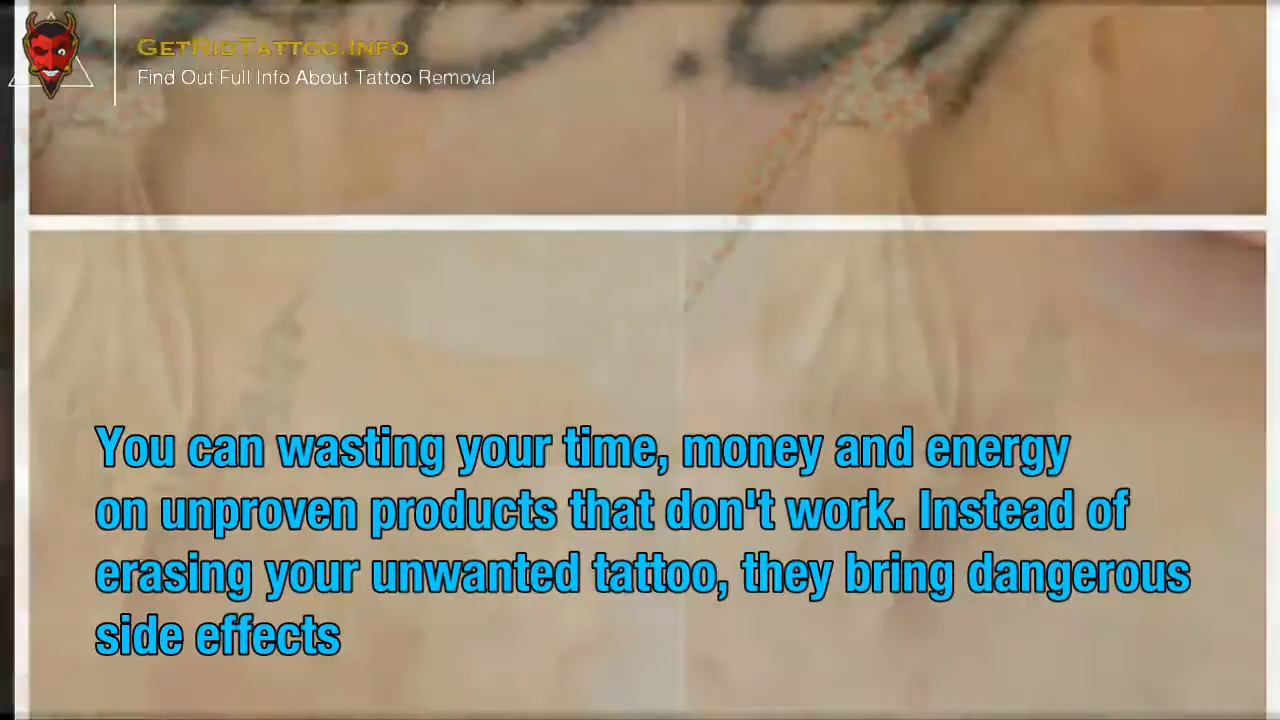 GetRidTattoo.Info
Find Out Full Info About Tattoo Removal
You can wasting your time, money and energy
on unproven products that don't work. Instead of
erasing your unwanted tattoo, they bring dangerous
side effects